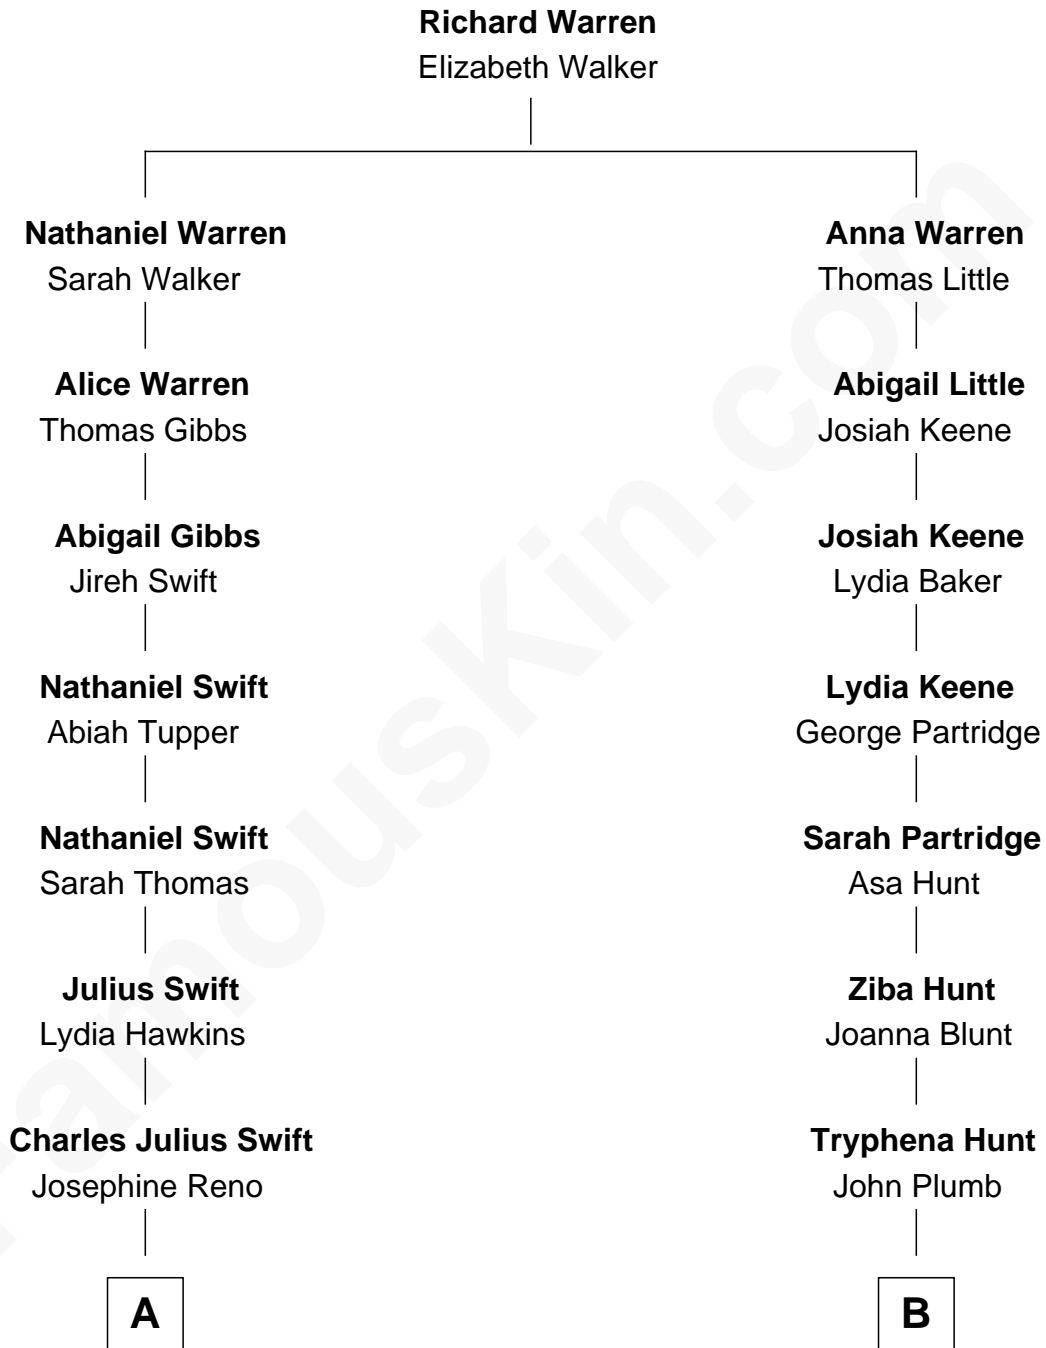 Richard Warren
Elizabeth Walker
Nathaniel Warren
Sarah Walker
Alice Warren
Thomas Gibbs
Abigail Gibbs
Jireh Swift
Nathaniel Swift
Abiah Tupper
Nathaniel Swift
Sarah Thomas
Julius Swift
Lydia Hawkins
Charles Julius Swift
Josephine Reno
A
Anna Warren
Thomas Little
Abigail Little
Josiah Keene
Josiah Keene
Lydia Baker
Lydia Keene
George Partridge
Sarah Partridge
Asa Hunt
Ziba Hunt
Joanna Blunt
Tryphena Hunt
John Plumb
B
FamousKin.com